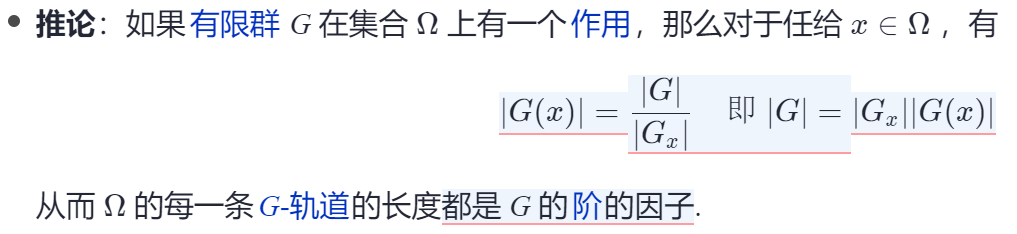 • 推论：如果有限群 G 在集合 Ω 上有一个作用，那么对于任给 x ∈ Ω ，有
|G(x)| = |G| / |G_x| 即 |G| = |G_x||G(x)|
从而 Ω 的每一条 G-轨道的长度都是 G 的阶的因子.